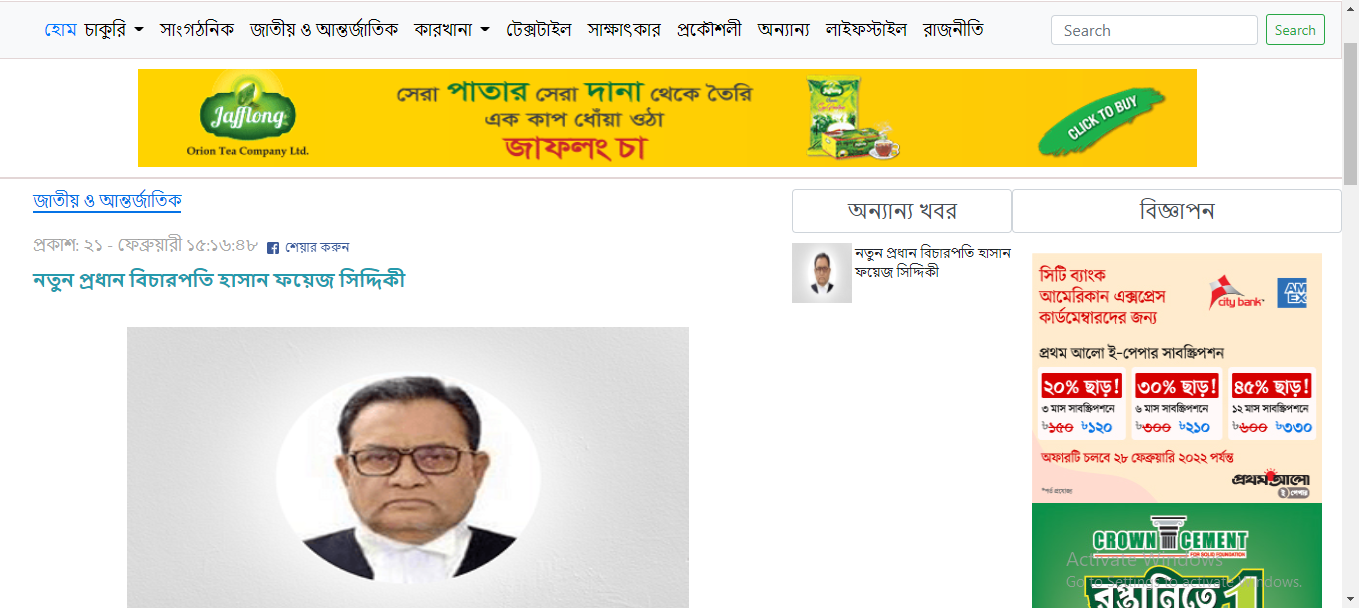 হোম চাকুরি সাংগঠনিক জাতীয় ও আন্তর্জাতিক কারখানা টেক্সটাইল সাক্ষাৎকার প্রকৌশলী অন্যান্য লাইফস্টাইল রাজনীতি Search Search
Jafflong
Orion Tea Company Ltd.
সেরা পাতার সেরা দানা থেকে তৈরি
এক কাপ ধোঁয়া ওঠা
জাফলং চা
CLICK TO BUY
জাতীয় ও আন্তর্জাতিক
প্রকাশ: ২১ - ফেব্রুয়ারী ১৫:১৬:৪৮ শেয়ার করুন
নতুন প্রধান বিচারপতি হাসান ফয়েজ সিদ্দিকী
অন্যান্য খবর
নতুন প্রধান বিচারপতি হাসান
ফয়েজ সিদ্দিকী
বিজ্ঞাপন
সিটি ব্যাংক
আমেরিকান এক্সপ্রেস
কার্ডমেম্বারদের জন্য
city bank
AM
EX
প্রথম আলো ই-পেপার সাবস্ক্রিপশন
২০% ছাড়! ৩০% ছাড়! ৪৫% ছাড়!
৩ মাস সাবস্ক্রিপশনে ৬ মাস সাবস্ক্রিপশনে ১২ মাস সাবস্ক্রিপশনে
৳১৫০ ৳১২০ ৳৩০০ ৳২১০ ৳৬০০ ৳৩৩০
অফারটি চলবে ২৮ ফেব্রুয়ারি ২০২২ পর্যন্ত
প্রথম আলো
ই পেপার
*শর্ত প্রযোজ্য
CROWN CEMENT
FOR SOLID FOUNDATION
রপ্তানিতে 1
Activate Windows
Go to Settings to activate Windows.